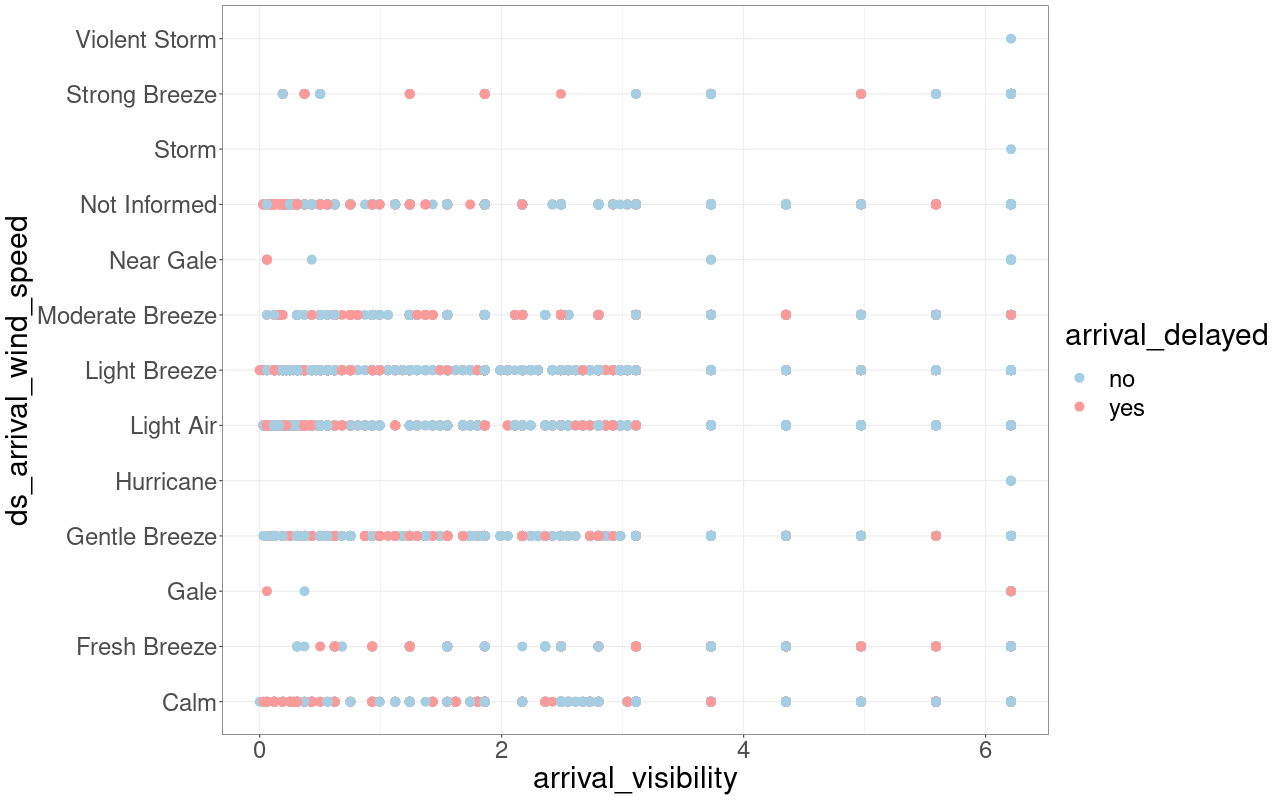 ds_arrival_wind_speed
Violent Storm
Strong Breeze
Storm
Not Informed
Near Gale
Moderate Breeze
Light Breeze
Light Air
Hurricane
Gentle Breeze
Gale
Fresh Breeze
Calm
0 2 4 6
arrival_visibility
arrival_delayed
no
yes